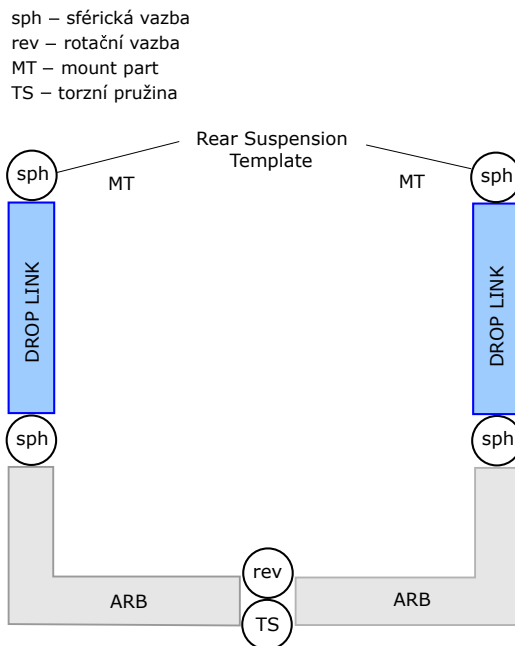 sph – sférická vazba
rev – rotační vazba
MT – mount part
TS – torzní pružina
Rear Suspension
Template
sph
MT
MT
sph
DROP LINK
DROP LINK
sph
sph
rev
ARB
ARB
TS